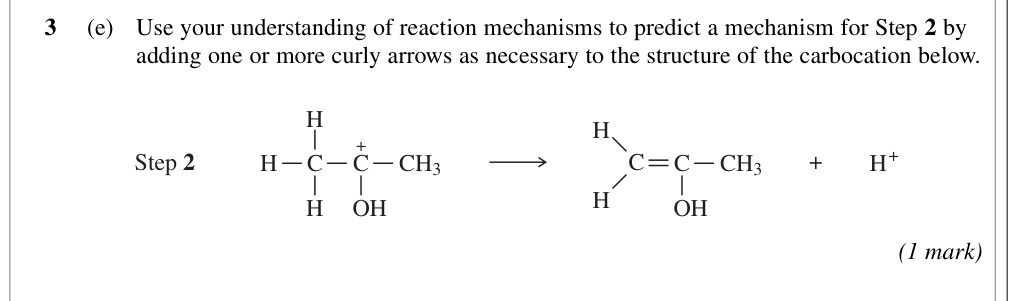 3 (e) Use your understanding of reaction mechanisms to predict a mechanism for Step 2 by
adding one or more curly arrows as necessary to the structure of the carbocation below.
H
H
+
Step 2 H—C—C—CH₃ ⟶ C=C—CH₃ + H⁺
H OH
H
OH
(1 mark)